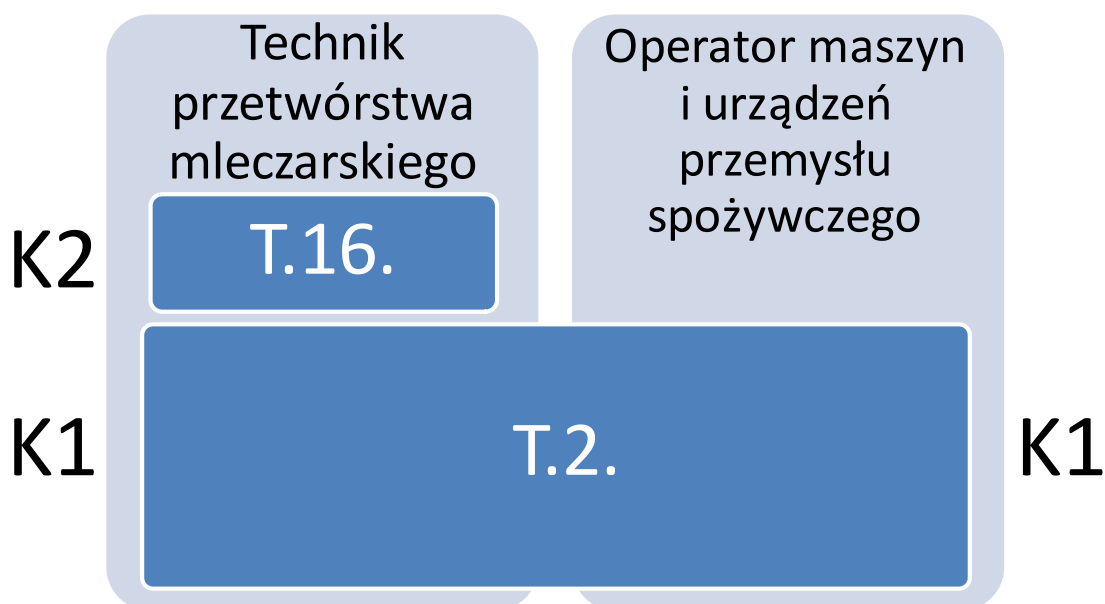 Technik
przetwórstwa
mleczarskiego
Operator maszyn
i urządzeń
przemysłu
spożywczego
K2
T.16.
K1
T.2.
K1